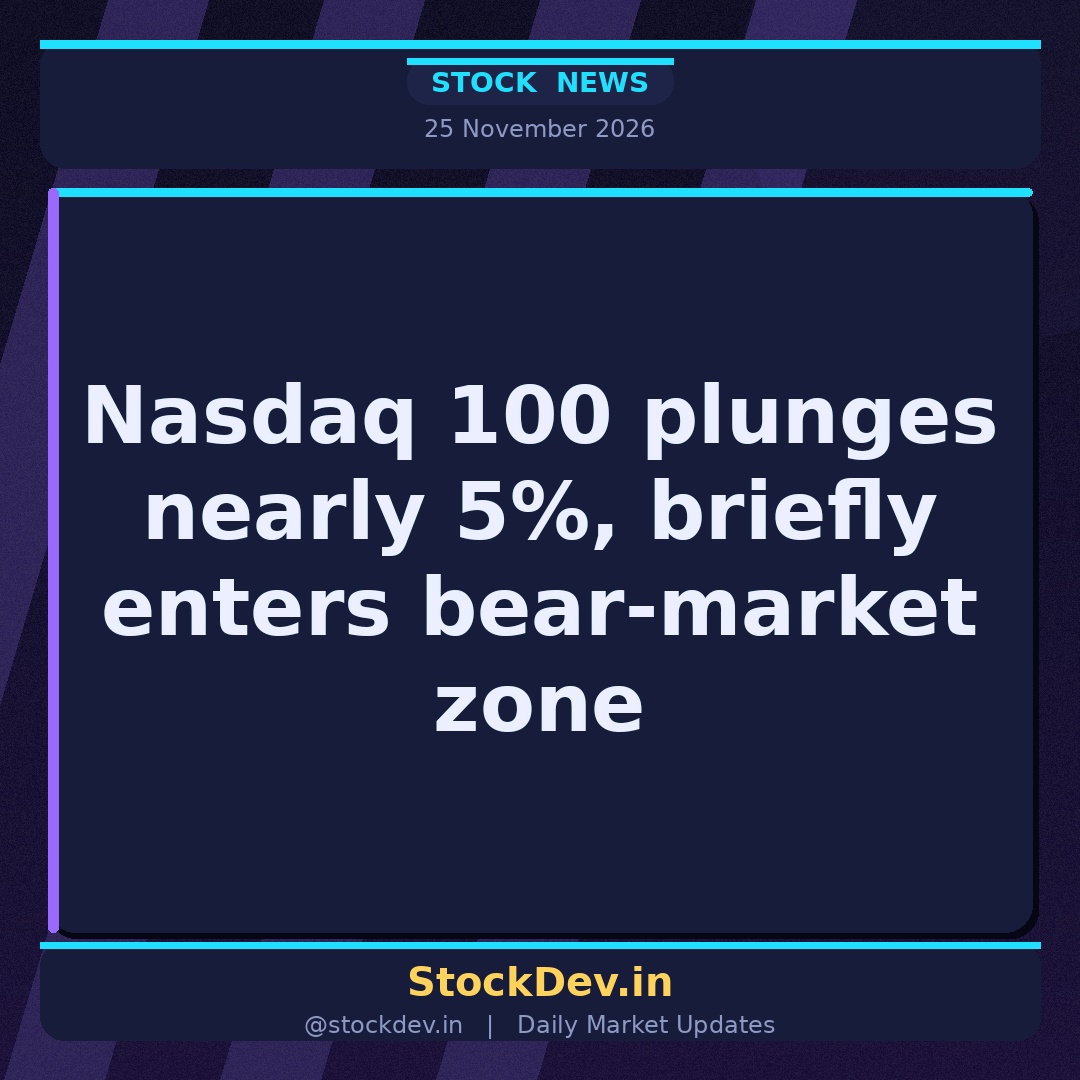 STOCK NEWS
25 November 2026
Nasdaq 100 plunges
nearly 5%, briefly
enters bear-market
zone
StockDev.in
@stockdev.in | Daily Market Updates